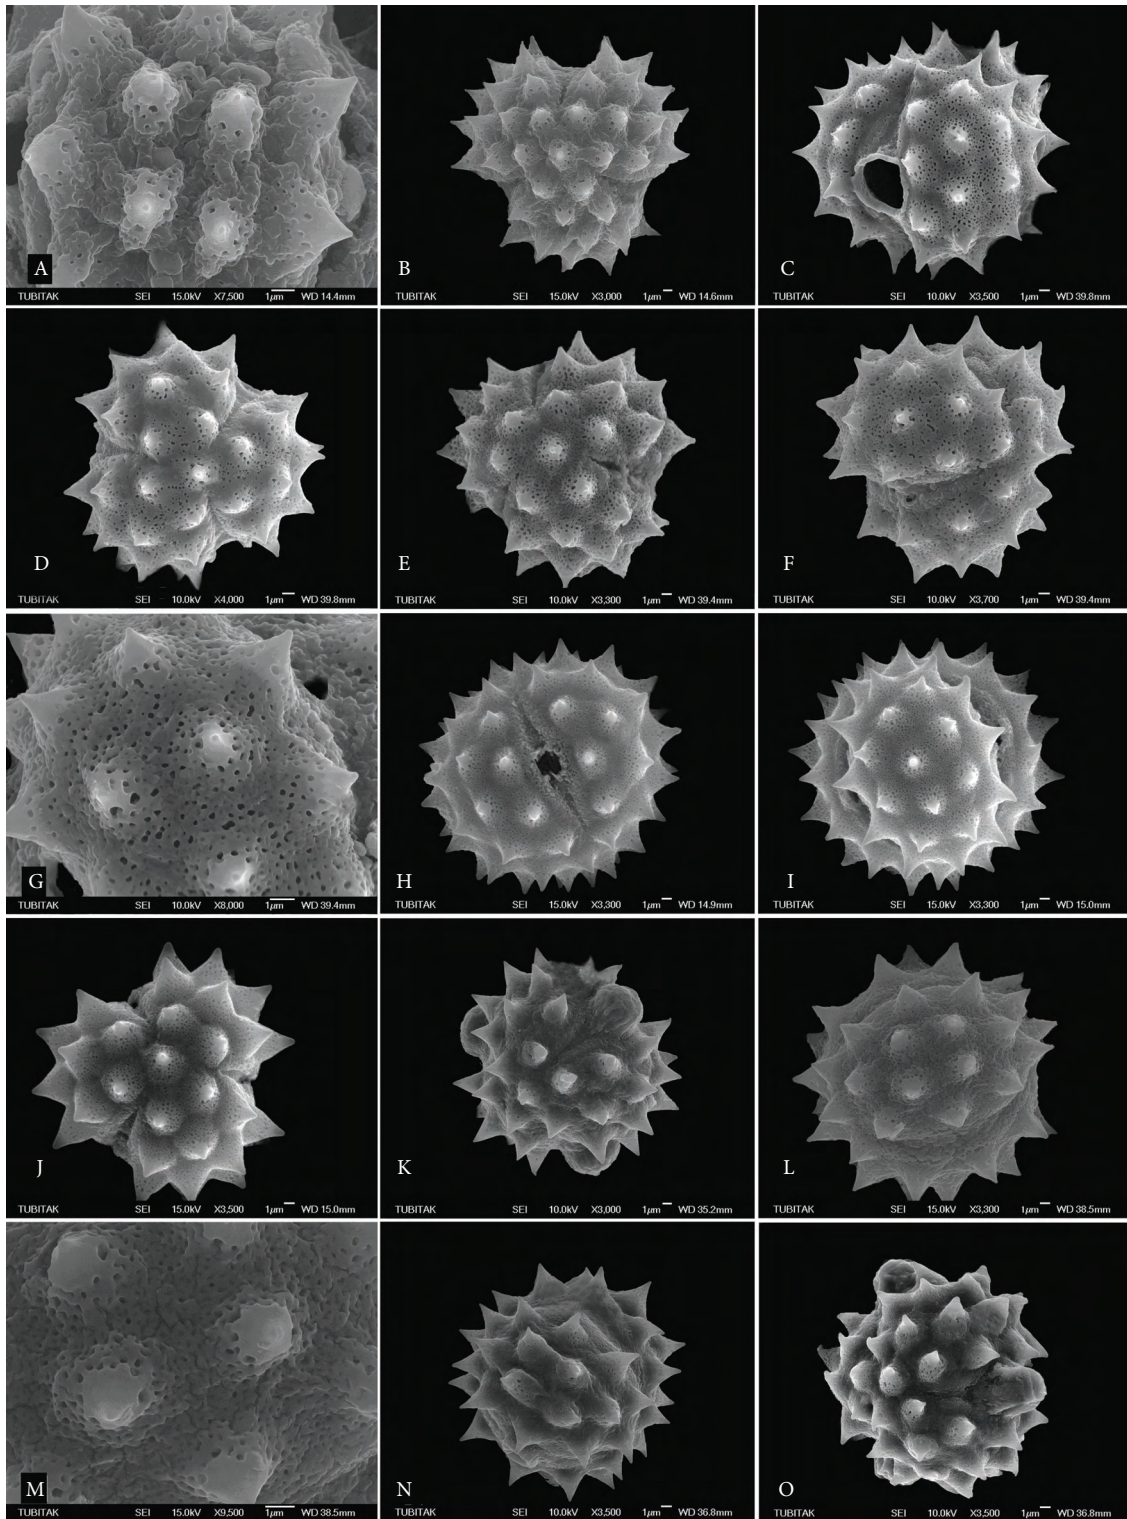 A
TUBITAK SEI 15.0kV X7,500 1µm WD 14.4mm
B
TUBITAK SEI 15.0kV X3,000 1µm WD 14.6mm
C
TUBITAK SEI 10.0kV X3,500 1µm WD 39.8mm
D
TUBITAK SEI 10.0kV X4,000 1µm WD 39.8mm
E
TUBITAK SEI 10.0kV X3,300 1µm WD 39.4mm
F
TUBITAK SEI 10.0kV X3,700 1µm WD 39.4mm
G
TUBITAK SEI 10.0kV X8,000 1µm WD 39.4mm
H
TUBITAK SEI 15.0kV X3,300 1µm WD 14.9mm
I
TUBITAK SEI 15.0kV X3,300 1µm WD 15.0mm
J
TUBITAK SEI 15.0kV X3,500 1µm WD 15.0mm
K
TUBITAK SEI 10.0kV X3,000 1µm WD 35.2mm
L
TUBITAK SEI 15.0kV X3,300 1µm WD 38.5mm
M
TUBITAK SEI 15.0kV X9,500 1µm WD 38.5mm
N
TUBITAK SEI 10.0kV X3,500 1µm WD 36.8mm
O
TUBITAK SEI 10.0kV X3,500 1µm WD 36.8mm